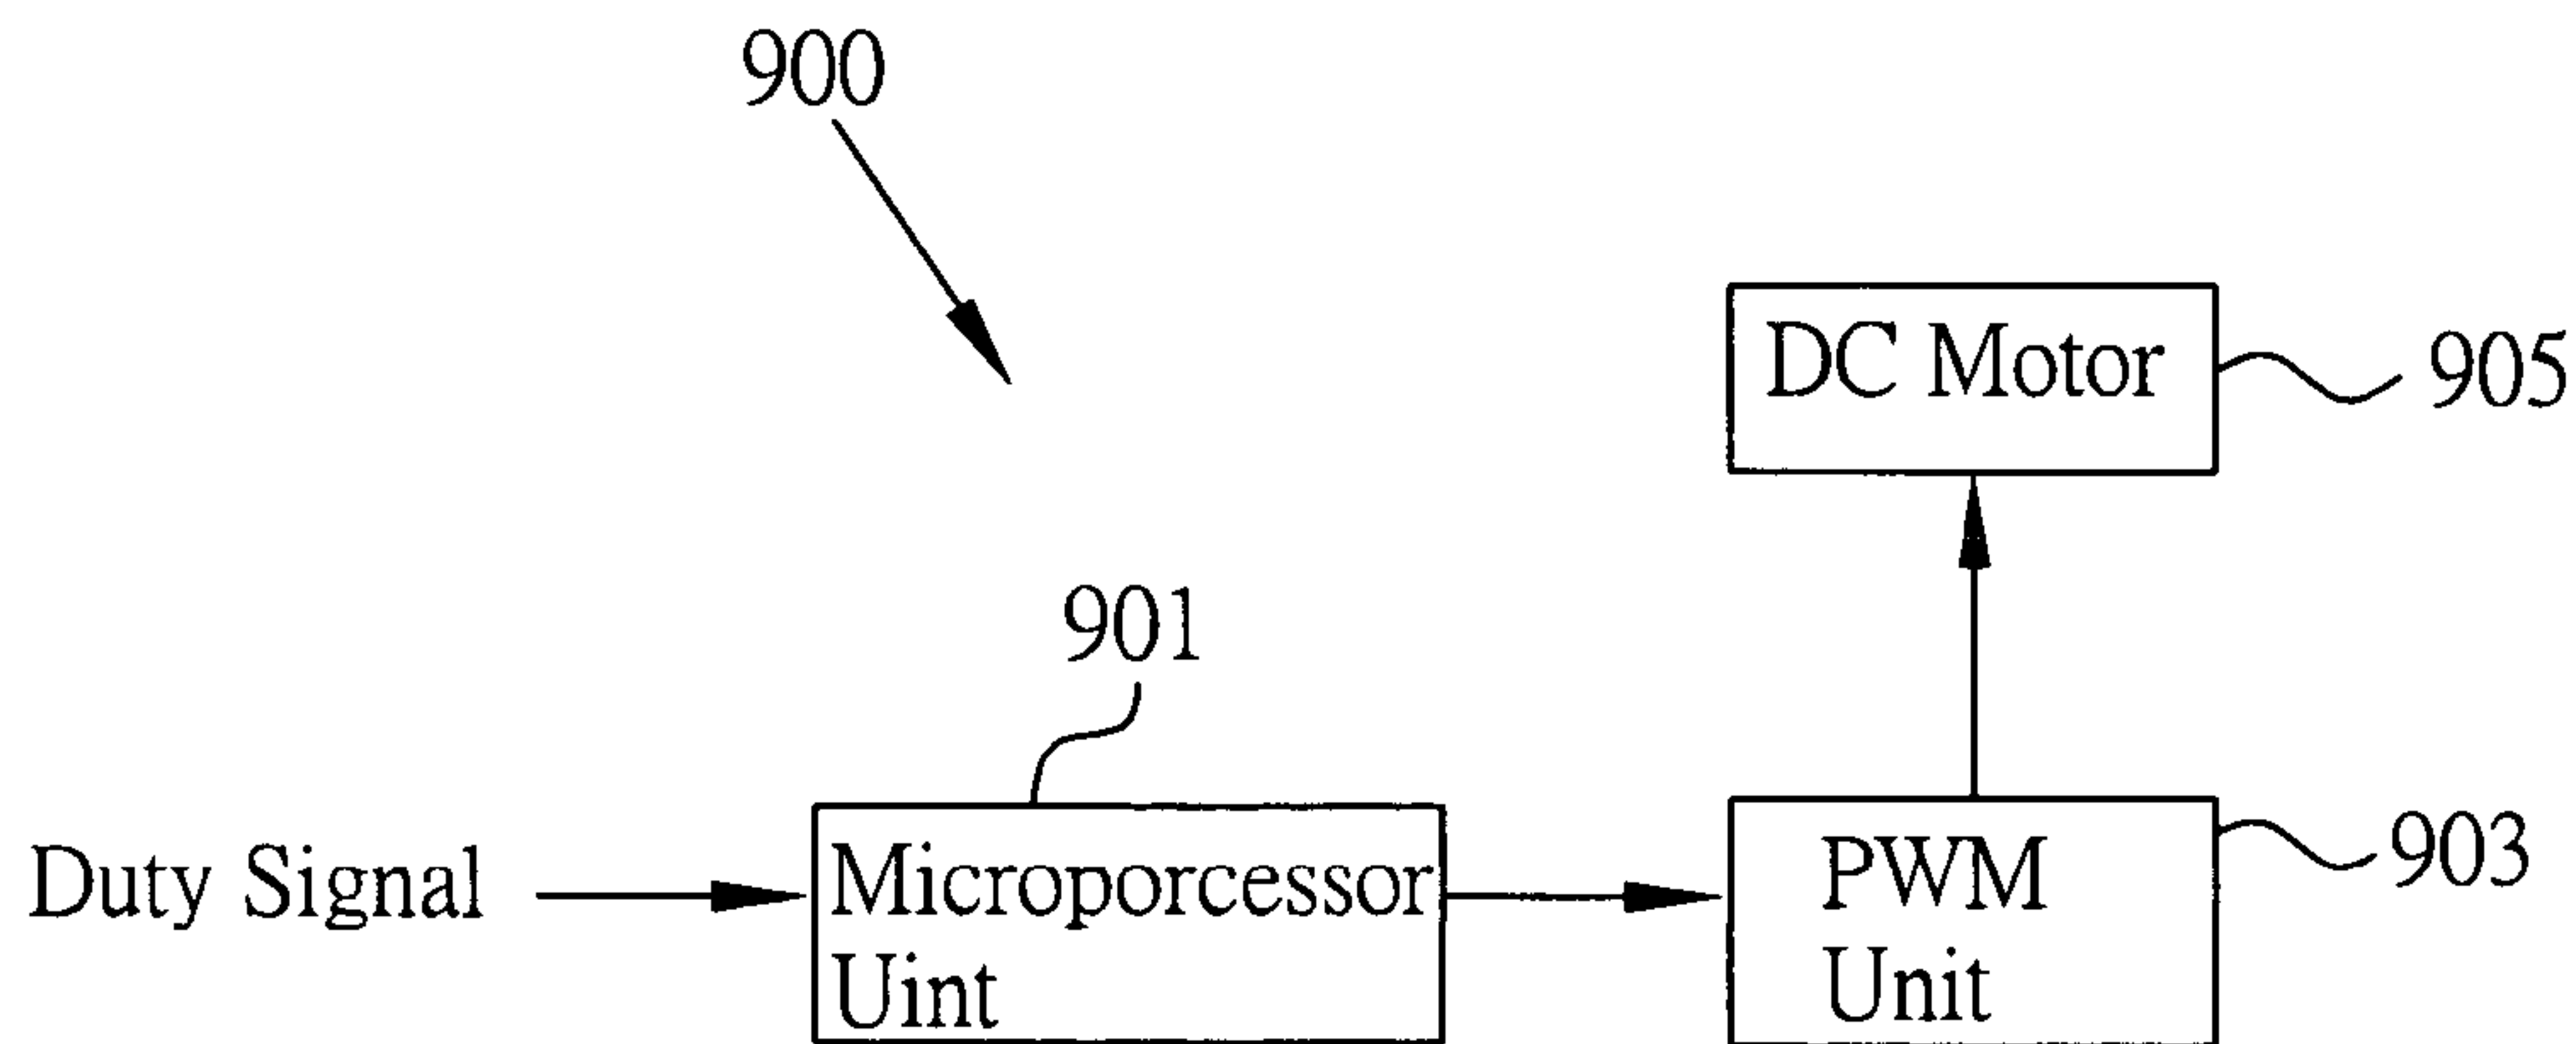 900
DC Motor
905
901
Duty Signal
Microporcessor
Uint
PWM
Unit
903